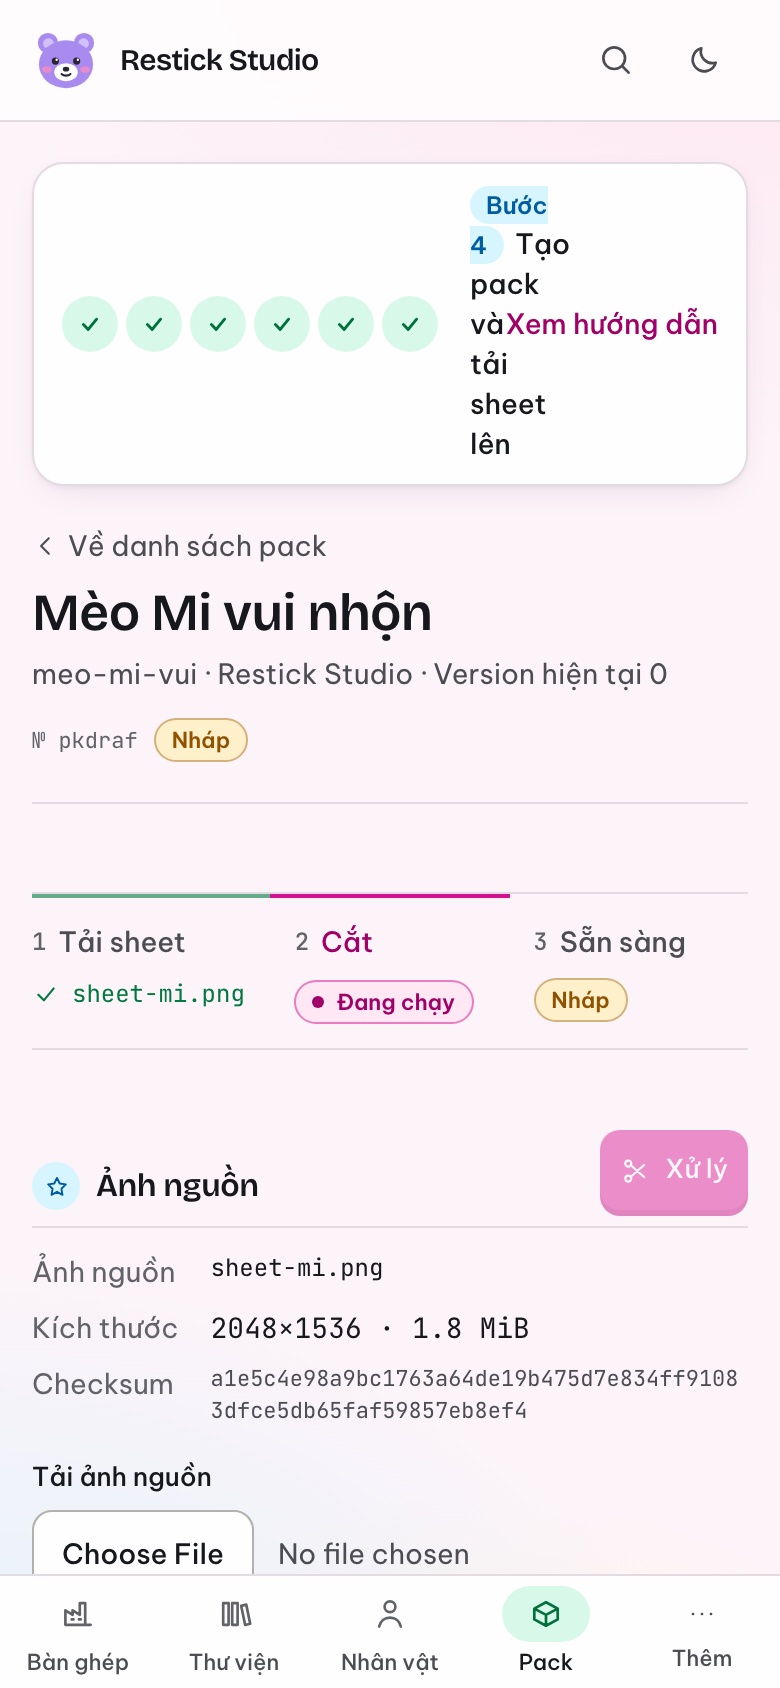 Restick Studio
Bước
4 Tạo
pack
và Xem hướng dẫn
tải
sheet
lên
Về danh sách pack
Mèo Mi vui nhộn
meo-mi-vui · Restick Studio · Version hiện tại 0
№ pkdraf Nháp
1 Tải sheet
2 Cắt
3 Sẵn sàng
sheet-mi.png
Đang chạy
Nháp
Ảnh nguồn
Xử lý
Ảnh nguồn sheet-mi.png
Kích thước 2048×1536 · 1.8 MiB
Checksum a1e5c4e98a9bc1763a64de19b475d7e834ff9108
3dfce5db65faf59857eb8ef4
Tải ảnh nguồn
Choose File No file chosen
Bàn ghép
Thư viện
Nhân vật
Pack
Thêm